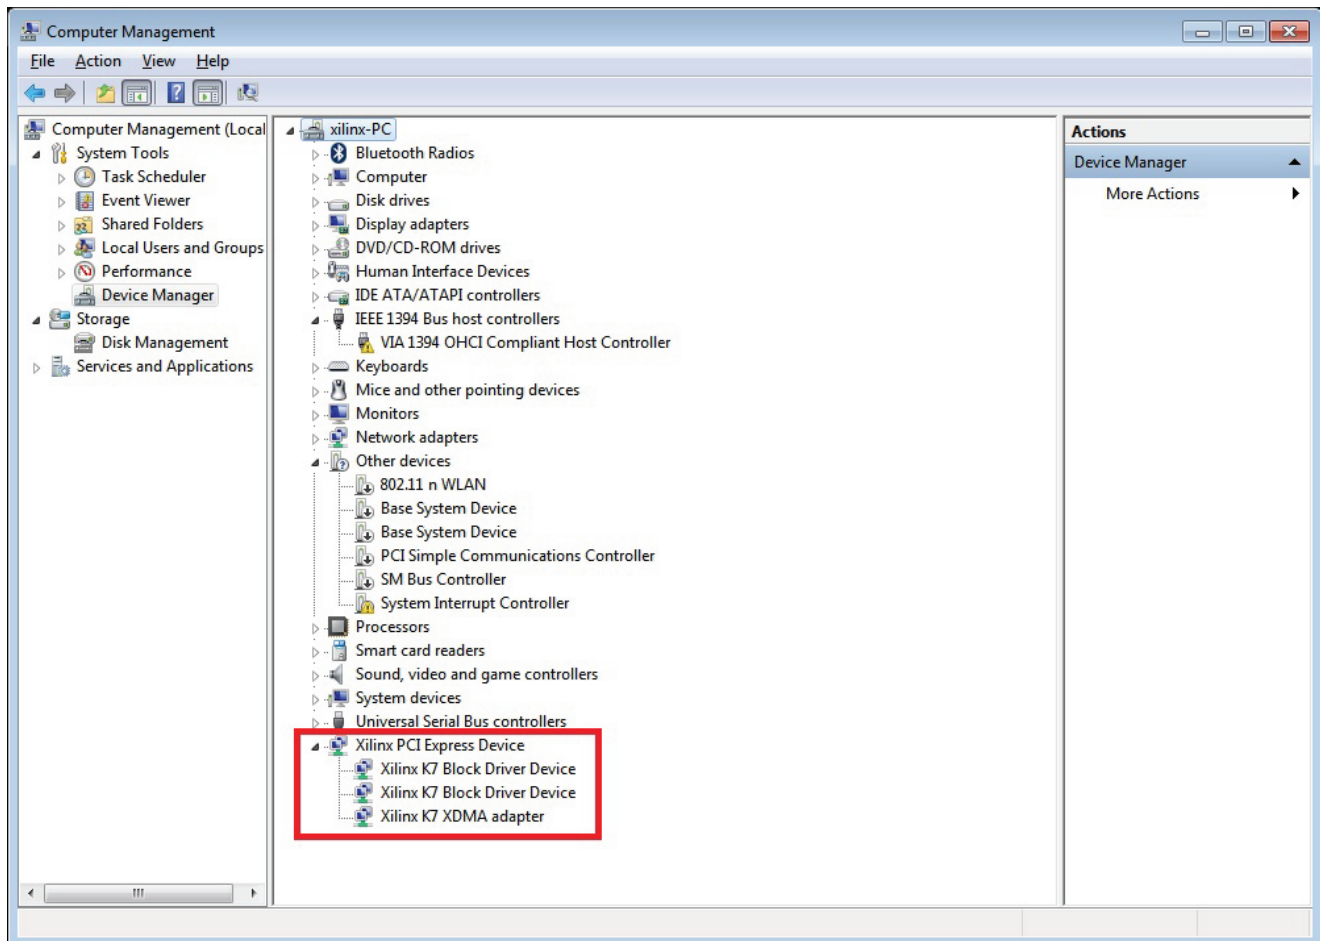 Computer Management
File Action View Help
Computer Management (Local
System Tools
Task Scheduler
Event Viewer
Shared Folders
Local Users and Groups
Performance
Device Manager
Storage
Disk Management
Services and Applications
xilinx-PC
Bluetooth Radios
Computer
Disk drives
Display adapters
DVD/CD-ROM drives
Human Interface Devices
IDE ATA/ATAPI controllers
IEEE 1394 Bus host controllers
VIA 1394 OHCI Compliant Host Controller
Keyboards
Mice and other pointing devices
Monitors
Network adapters
Other devices
802.11 n WLAN
Base System Device
Base System Device
PCI Simple Communications Controller
SM Bus Controller
System Interrupt Controller
Processors
Smart card readers
Sound, video and game controllers
System devices
Universal Serial Bus controllers
Xilinx PCI Express Device
Xilinx K7 Block Driver Device
Xilinx K7 Block Driver Device
Xilinx K7 XDMA adapter
Actions
Device Manager
More Actions